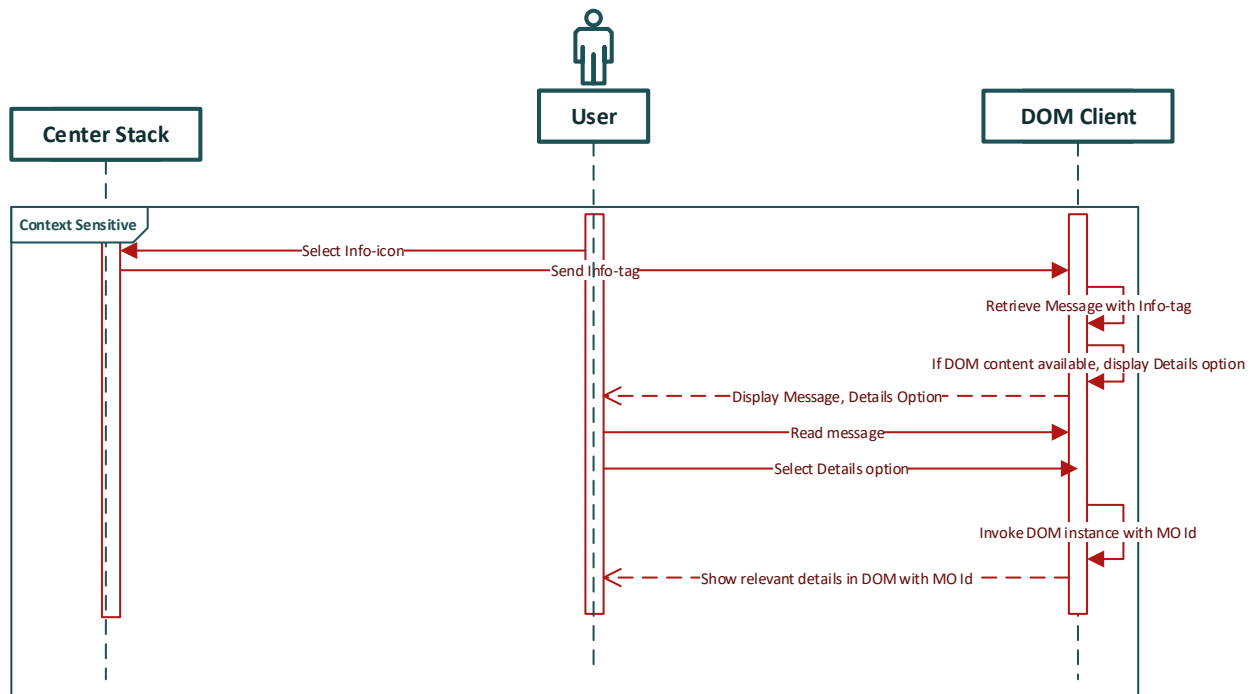 Center Stack
User
DOM Client
Context Sensitive
Select Info-icon
Send Info-tag
Retrieve Message with Info-tag
If DOM content available, display Details option
Display Message, Details Option
Read message
Select Details option
Invoke DOM instance with MO Id
Show relevant details in DOM with MO Id